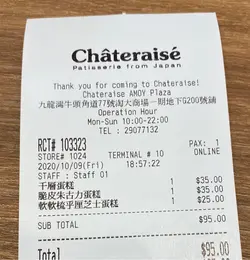 Châteraisé
Patisserie from Japan
Thank you for coming to Chateraise!
Chateraise AMOY Plaza
九龍灣牛頭角道77號淘大商場一期地下G200號舖
Operation Hour
Mon-Sun 10:00-22:00
TEL : 29077132
RCT# 103323 PAX: 1
STORE# 1024 TERMINAL # 10 ONLINE
2020/10/09(Fri) 18:57:22
STAFF : Staff 01
千層蛋糕 1 $35.00
脆皮朱古力蛋糕 1 $35.00
軟軟梳乎厘芝士蛋糕 1 $25.00
SUB TOTAL $95.00
Total $95.00